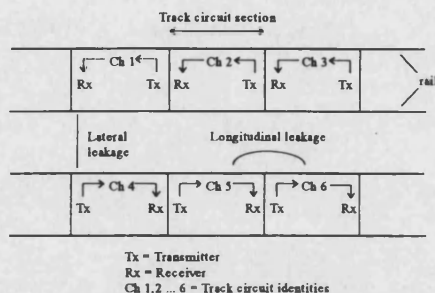 Track circuit section
Ch 1 Ch 2 Ch 3
Rx Tx Rx Tx Rx Tx
rail
Lateral leakage
Longitudinal leakage
Ch 4 Ch 5 Ch 6
Tx Rx Tx Rx Tx Rx
Tx = Transmitter
Rx = Receiver
Ch 1,2 ... 6 = Track circuit identities